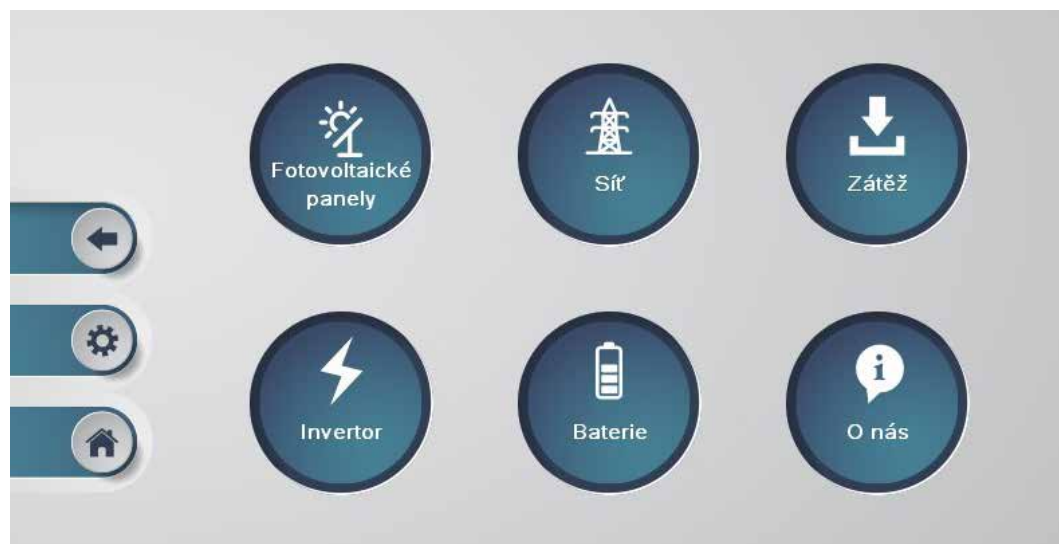 Fotovoltaické
panely
Síť
Zátěž
Invertor
Baterie
O nás